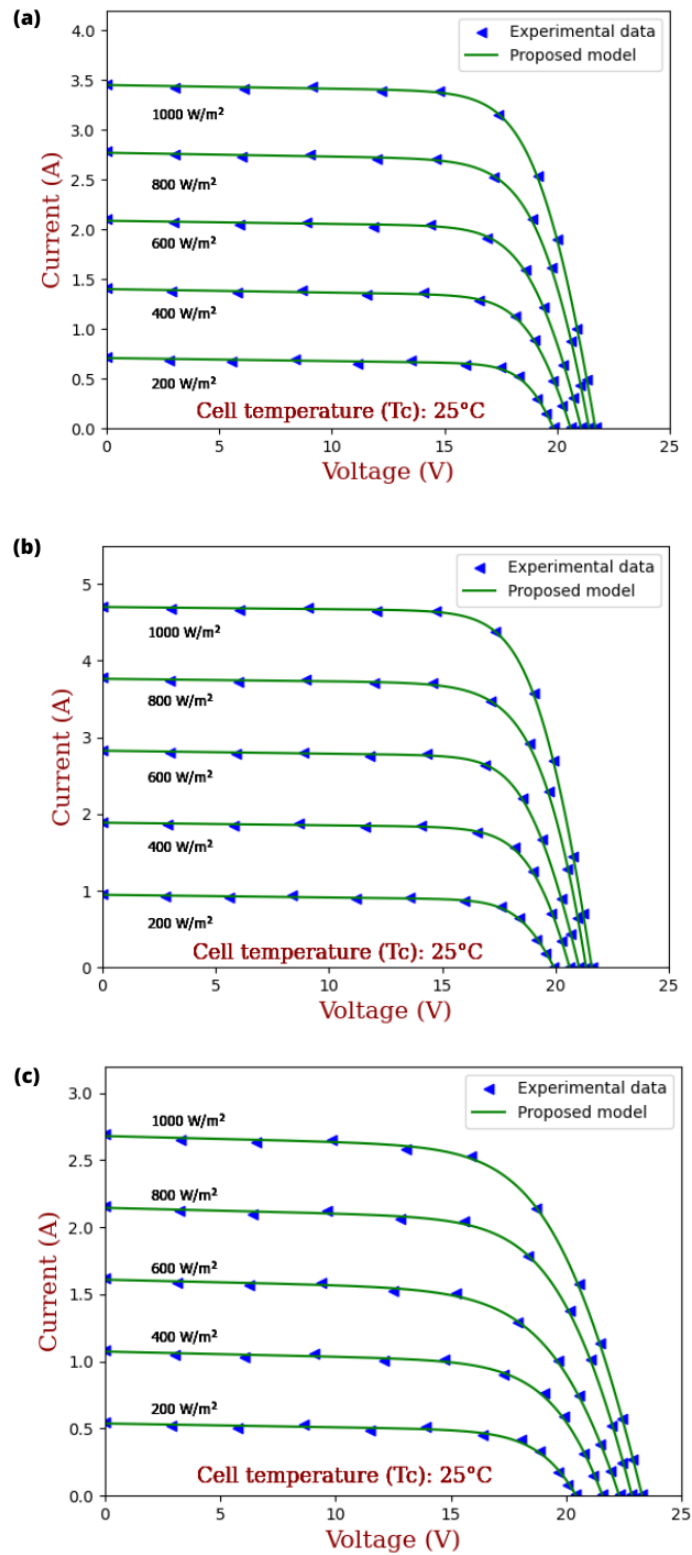 (a)
Experimental data
Proposed model
4.0
3.5
3.0
2.5
2.0
1.5
1.0
0.5
0.0
Current (A)
1000 W/m²
800 W/m²
600 W/m²
400 W/m²
200 W/m²
Cell temperature (Tc): 25°C
0 5 10 15 20 25
Voltage (V)
(b)
Experimental data
Proposed model
5
4
3
2
1
0
Current (A)
1000 W/m²
800 W/m²
600 W/m²
400 W/m²
200 W/m²
Cell temperature (Tc): 25°C
0 5 10 15 20 25
Voltage (V)
(c)
Experimental data
Proposed model
3.0
2.5
2.0
1.5
1.0
0.5
0.0
Current (A)
1000 W/m²
800 W/m²
600 W/m²
400 W/m²
200 W/m²
Cell temperature (Tc): 25°C
0 5 10 15 20 25
Voltage (V)